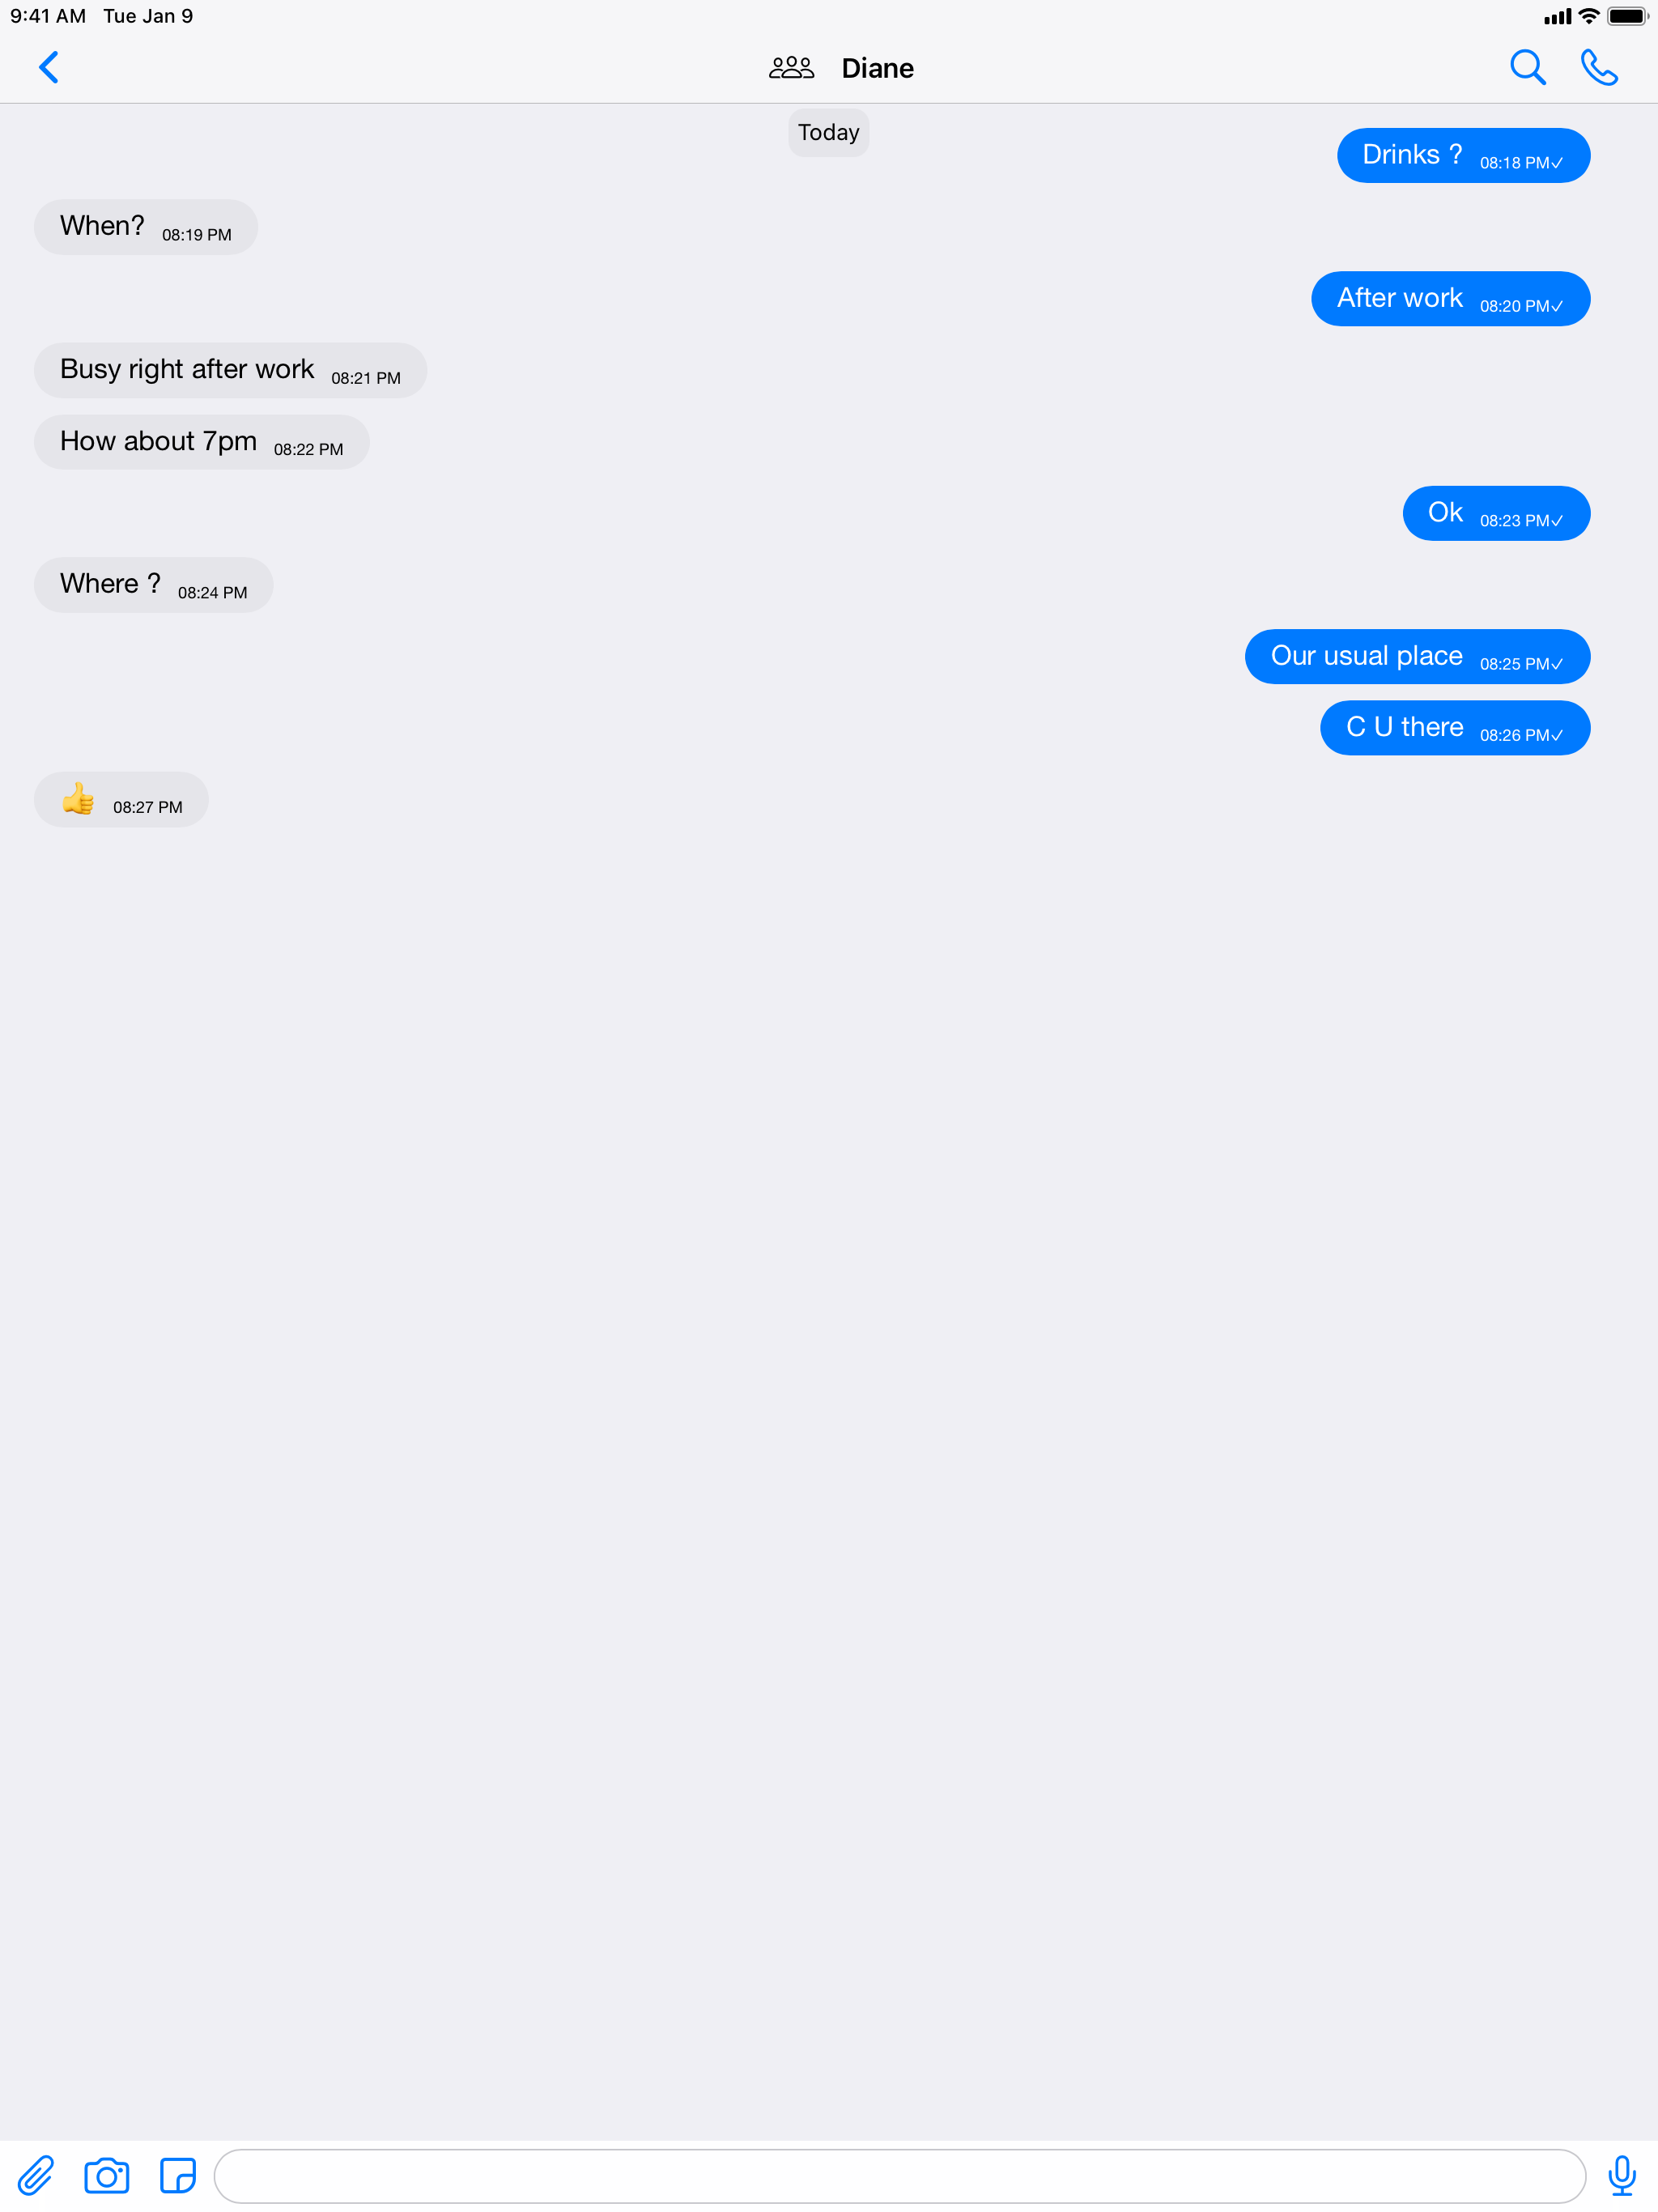 9:41 AM Tue Jan 9
Diane
Today
Drinks ? 08:18 PM✓
When? 08:19 PM
After work 08:20 PM✓
Busy right after work 08:21 PM
How about 7pm 08:22 PM
Ok 08:23 PM✓
Where ? 08:24 PM
Our usual place 08:25 PM✓
C U there 08:26 PM✓
👍 08:27 PM